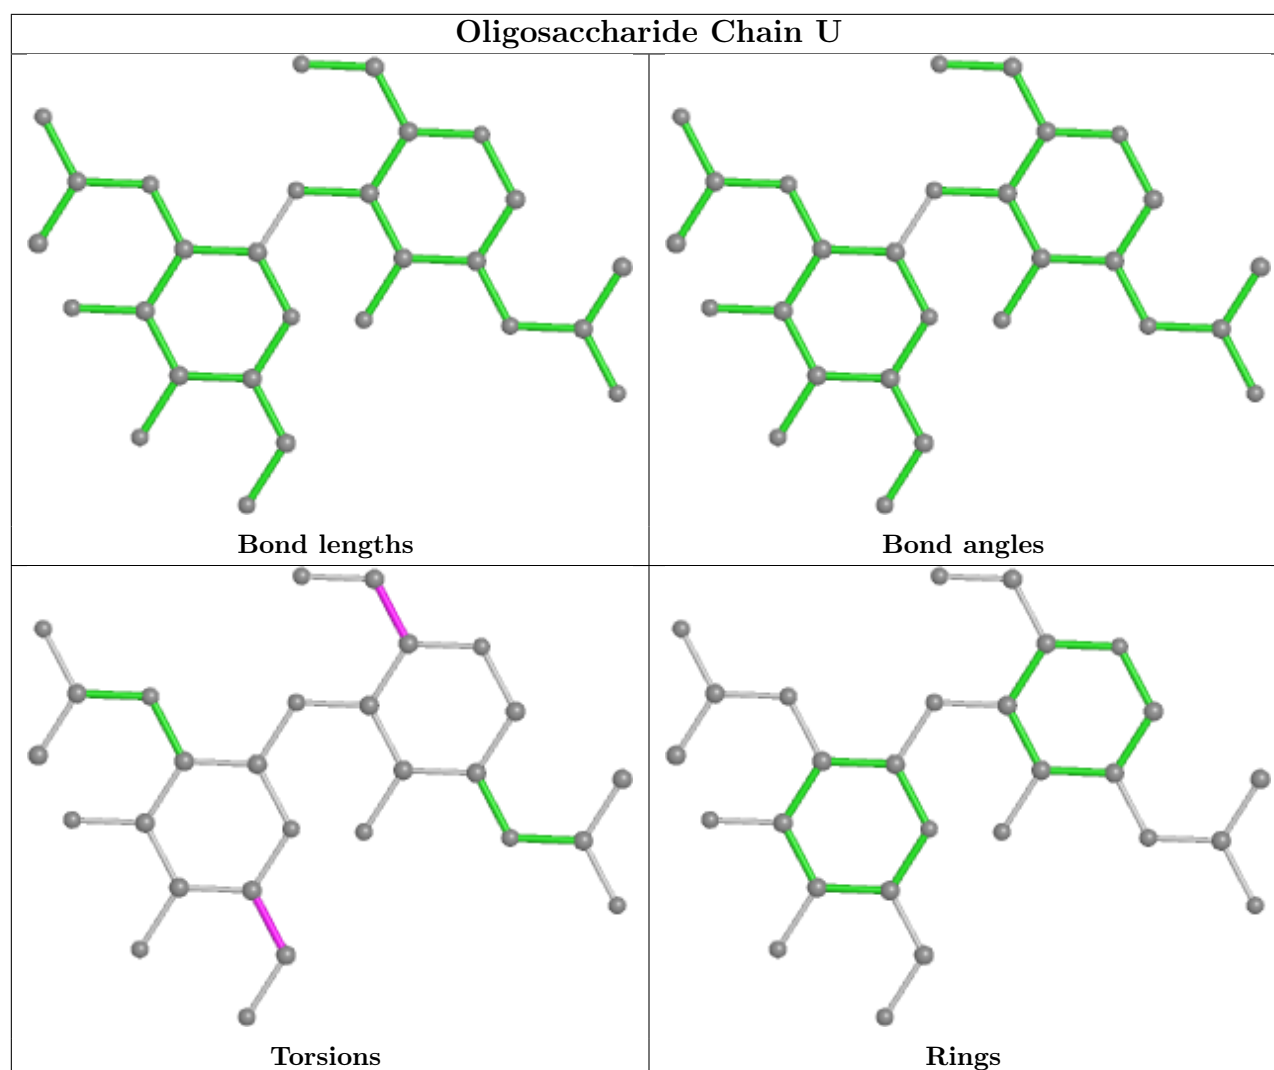 Oligosaccharide Chain U
Bond lengths
Bond angles
Torsions
Rings